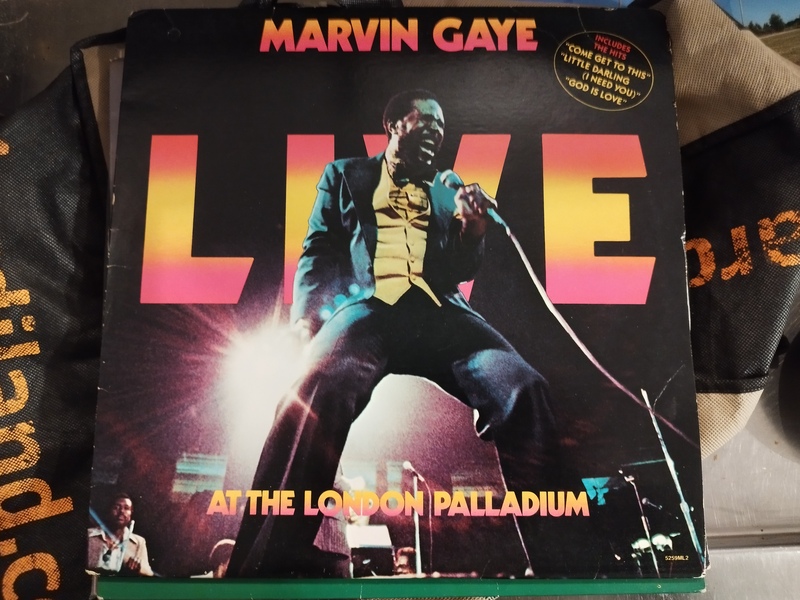 MARVIN GAYE
INCLUDES
THE HITS
"COME GET TO THIS"
"LITTLE DARLING
(I NEED YOU)"
"GOD IS LOVE"
LIVE
AT THE LONDON PALLADIUM
5259ML2